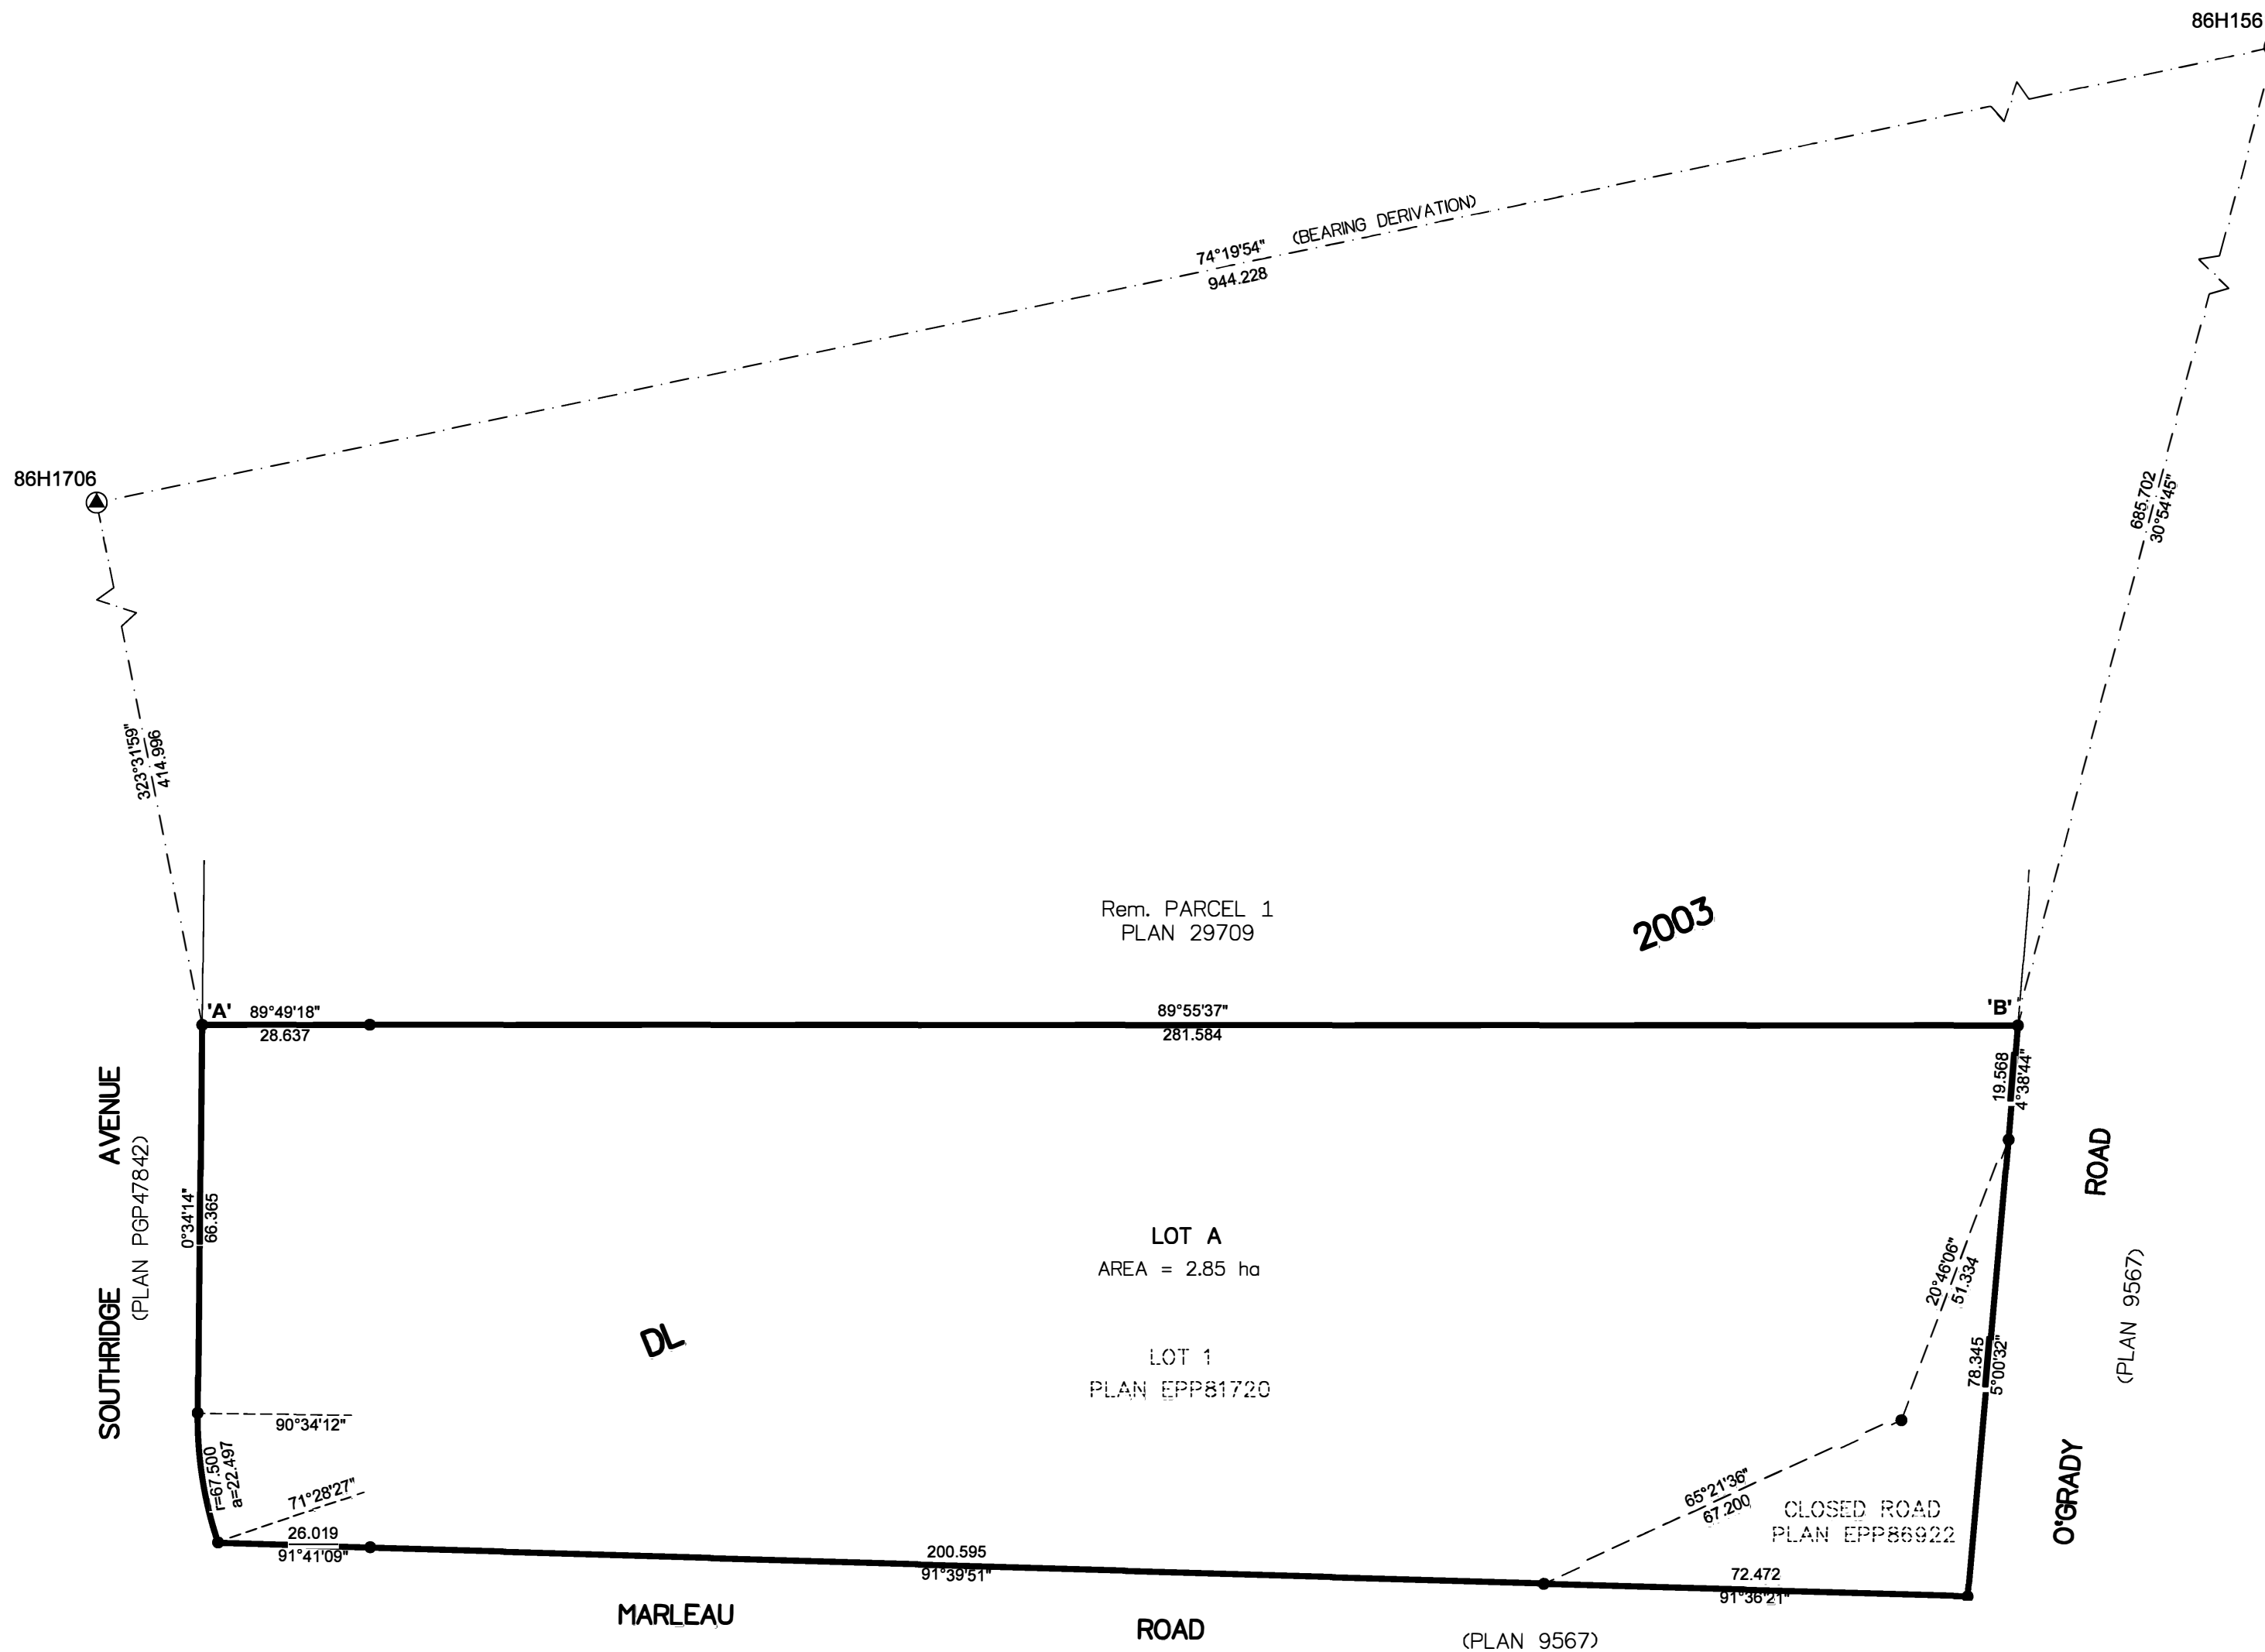 86H156
(BEARING DERIVATION)
74°19'54"
944.228
86H1706
685.702
30°54'45"
323°31'59"
414.996
Rem. PARCEL 1
PLAN 29709
2003
'A'
89°49'18"
28.637
89°55'37"
281.584
'B'
19.568
4°38'44"
SOUTHRIDGE AVENUE
(PLAN PGP47842)
0°34'14"
66.365
LOT A
AREA = 2.85 ha
DL
LOT 1
PLAN EPP81720
20°46'06"
51.334
78.345
5°00'32"
O'GRADY ROAD
(PLAN 9567)
90°34'12"
r=67.500
a=22.497
71°28'27"
65°21'36"
67.200
CLOSED ROAD
PLAN EPP86922
26.019
91°41'09"
200.595
91°39'51"
72.472
91°36'21"
MARLEAU ROAD
(PLAN 9567)